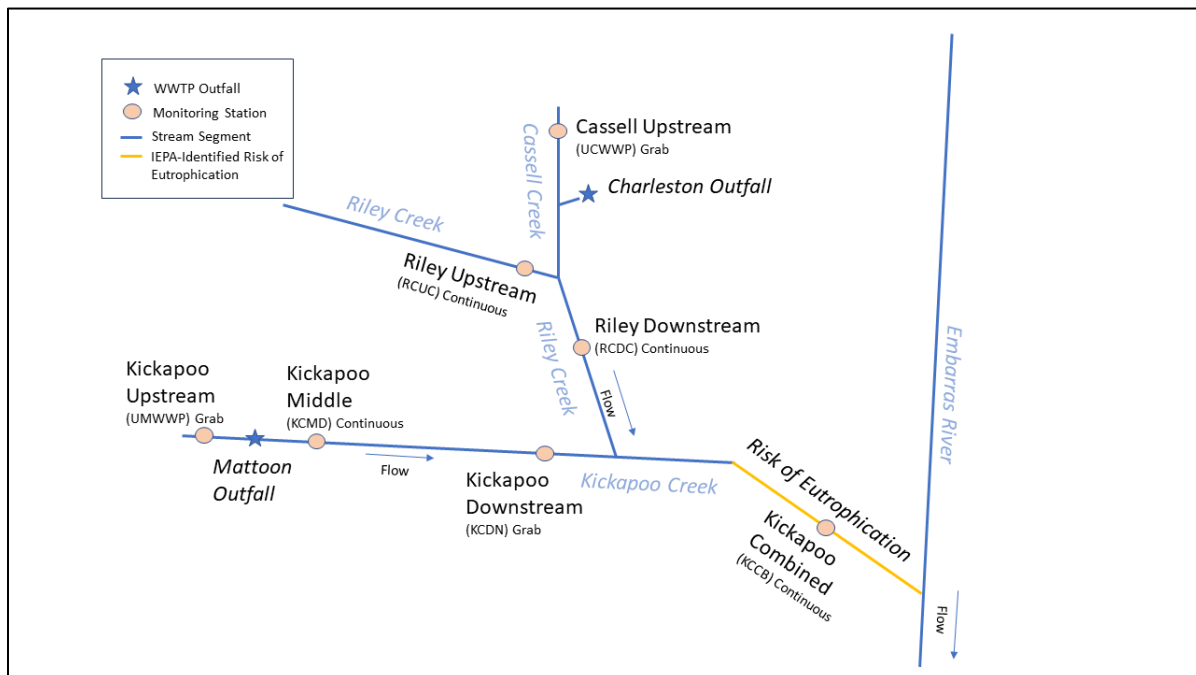 WWTP Outfall
Monitoring Station
Stream Segment
IEPA-Identified Risk of
Eutrophication
Cassell Creek
Cassell Upstream
(UCWWP) Grab
Charleston Outfall
Riley Creek
Riley Upstream
(RCUC) Continuous
Riley Creek
Riley Downstream
(RCDC) Continuous
Flow
Embarras River
Kickapoo
Upstream
(UMWWP) Grab
Kickapoo
Middle
(KCMD) Continuous
Mattoon
Outfall
Flow
Kickapoo
Downstream
(KCDN) Grab
Kickapoo Creek
Risk of Eutrophication
Kickapoo
Combined
(KCCB) Continuous
Flow